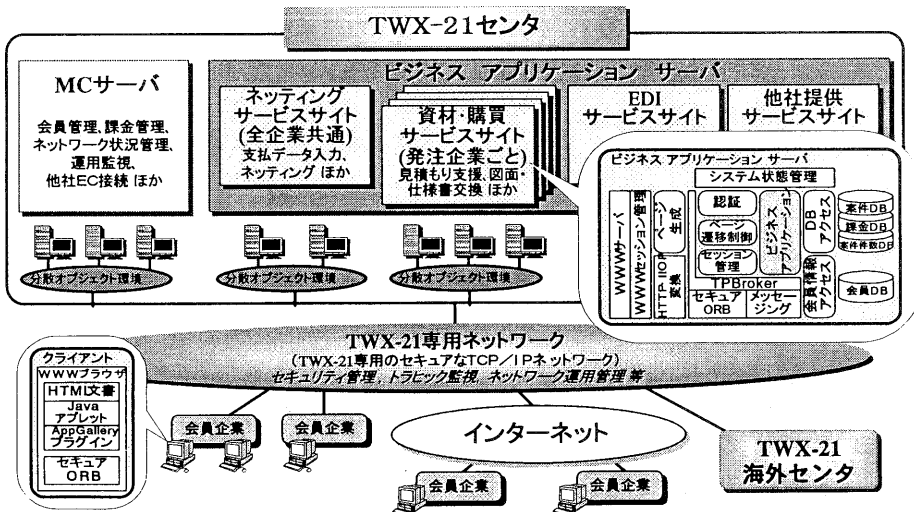 TWX-21センタ
MCサーバ
会員管理、課金管理、
ネットワーク状況管理、
運用監視、
他社EC接続 ほか
ビジネス アプリケーション サーバ
ネッティング
サービスサイト
(全企業共通)
支払データ入力、
ネッティング ほか
資材・購買
サービスサイト
(発注企業ごと)
見積もり支援、図面・
仕様書交換 ほか
EDI
サービスサイト
他社提供
サービスサイト
分散オブジェクト環境
分散オブジェクト環境
分散オブジェクト環境
ビジネス アプリケーション サーバ
システム状態管理
WWWサーバ
WWWセッション管理
ページ
生成
HTTP-IIOP
変換
認証
ページ
遷移制御
セッション
管理
ビジネス
アプリケーション
TPBroker
セキュア
ORB
メッセー
ジング
DB
アクセス
会員情報
アクセス
案件DB
課金DB
案件件数DB
会員DB
TWX-21専用ネットワーク
(TWX-21専用のセキュアなTCP/IPネットワーク)
セキュリティ管理, トラヒック監視, ネットワーク運用管理 等
クライアント
WWWブラウザ
HTML文書
Java
アプレット
AppGallery
プラグイン
セキュア
ORB
会員企業
会員企業
インターネット
会員企業
会員企業
TWX-21
海外センタ